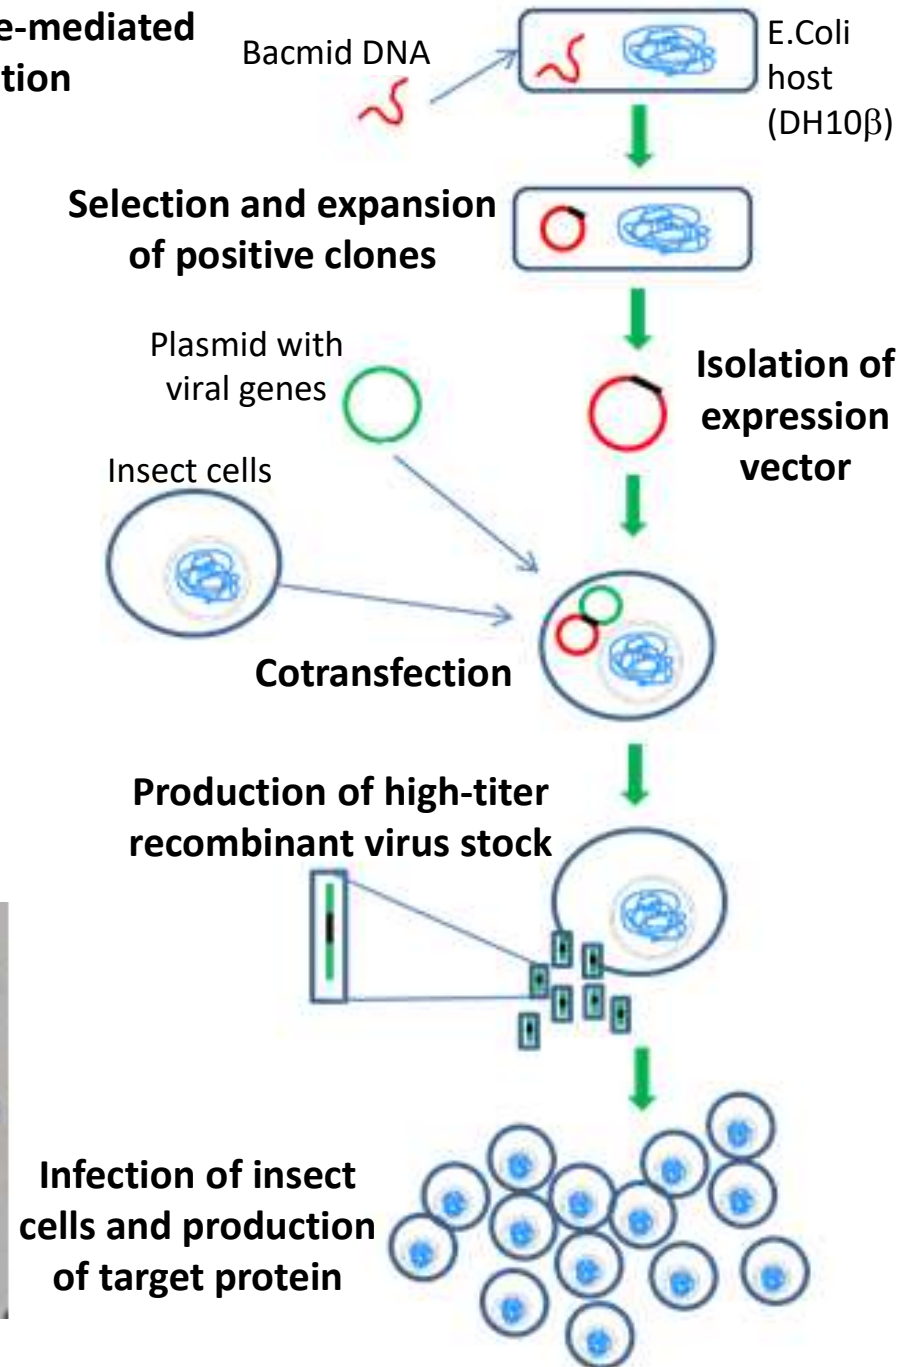 e-mediated
tion
Bacmid DNA
E.Coli
host
(DH10β)
Selection and expansion
of positive clones
Plasmid with
viral genes
Isolation of
expression
vector
Insect cells
Cotransfection
Production of high-titer
recombinant virus stock
Infection of insect
cells and production
of target protein